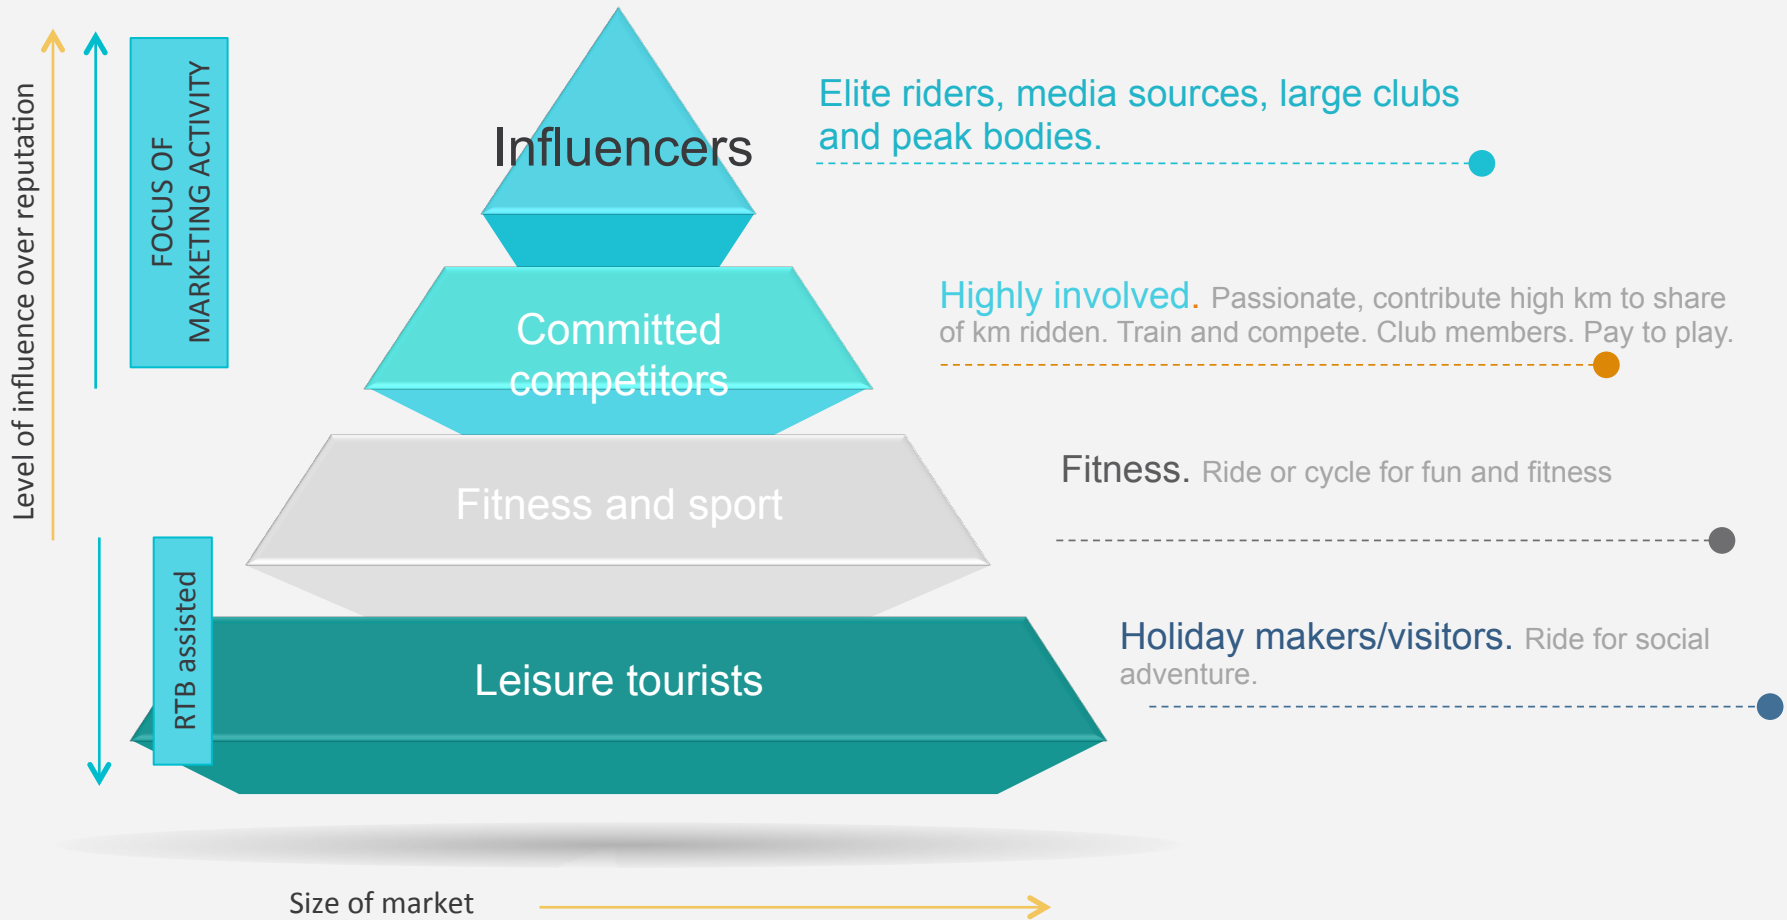 Level of influence over reputation
FOCUS OF
MARKETING ACTIVITY
RTB assisted
Influencers
Elite riders, media sources, large clubs
and peak bodies.
Committed
competitors
Highly involved. Passionate, contribute high km to share
of km ridden. Train and compete. Club members. Pay to play.
Fitness and sport
Fitness. Ride or cycle for fun and fitness
Leisure tourists
Holiday makers/visitors. Ride for social
adventure.
Size of market